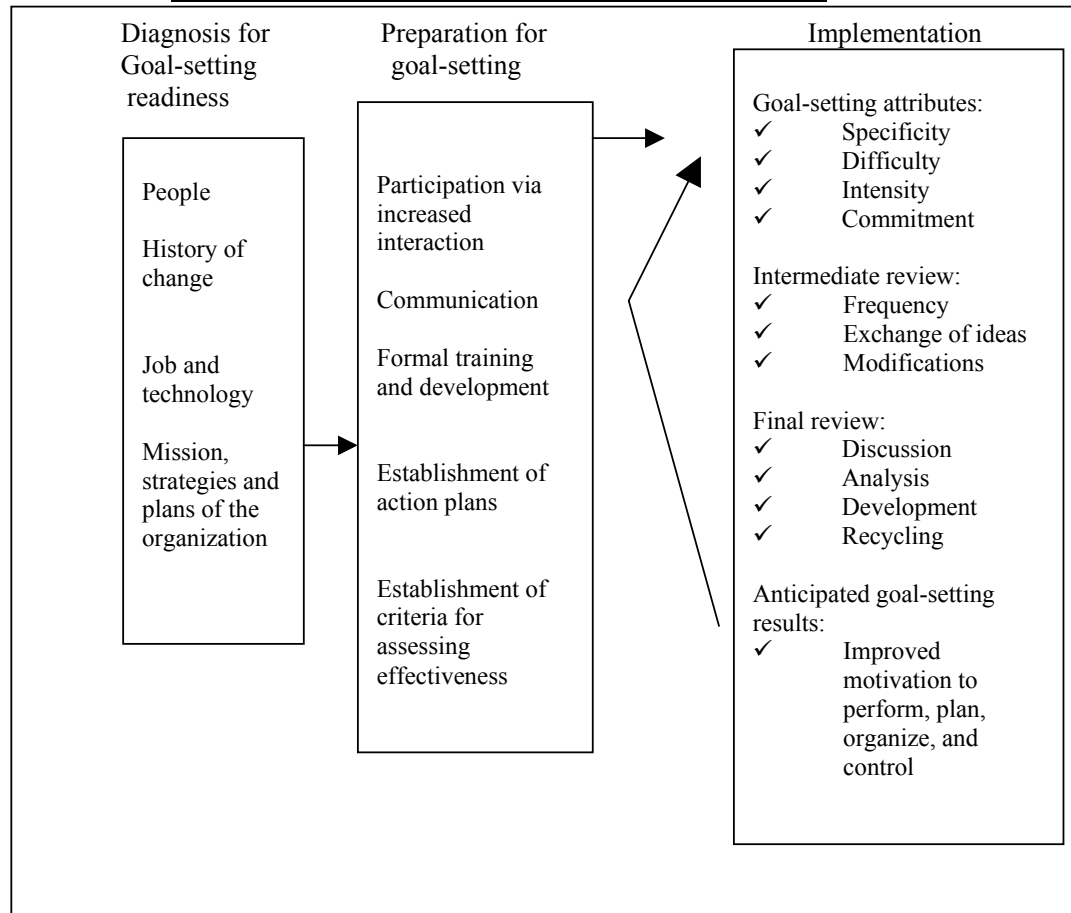 Diagnosis for
Goal-setting
readiness
People
History of
change
Job and
technology
Mission,
strategies and
plans of the
organization
Preparation for
goal-setting
Participation via
increased
interaction
Communication
Formal training
and development
Establishment of
action plans
Establishment of
criteria for
assessing
effectiveness
Implementation
Goal-setting attributes:
✓ Specificity
✓ Difficulty
✓ Intensity
✓ Commitment
Intermediate review:
✓ Frequency
✓ Exchange of ideas
✓ Modifications
Final review:
✓ Discussion
✓ Analysis
✓ Development
✓ Recycling
Anticipated goal-setting
results:
✓ Improved
motivation to
perform, plan,
organize, and
control